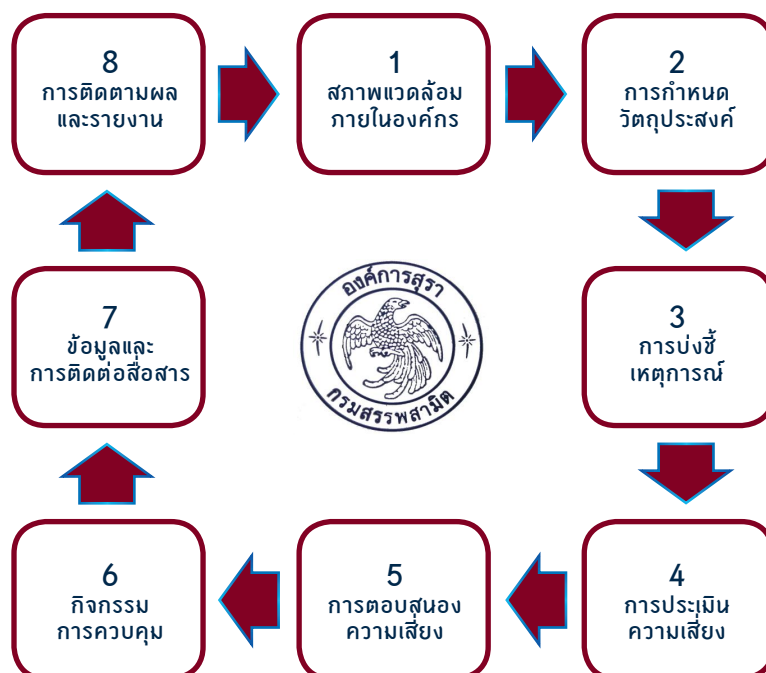 8
การติดตามผล
และรายงาน
1
สภาพแวดล้อม
ภายในองค์กร
2
การกำหนด
วัตถุประสงค์
7
ข้อมูลและ
การติดต่อสื่อสาร
องค์การสุรา
กรมสรรพสามิต
3
การบ่งชี้
เหตุการณ์
6
กิจกรรม
การควบคุม
5
การตอบสนอง
ความเสี่ยง
4
การประเมิน
ความเสี่ยง